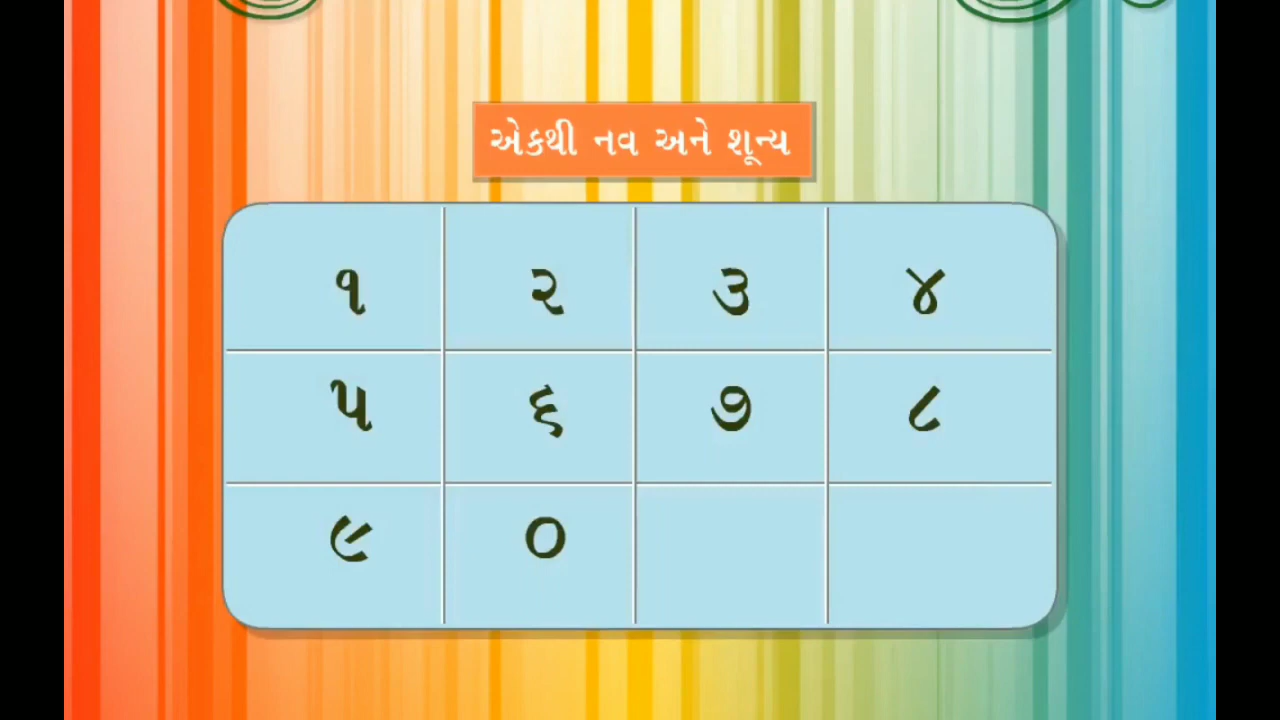 એકથી નવ અને શૂન્ય
૧ ૨ ૩ ૪
૫ ૬ ૭ ૮
૯ ૦